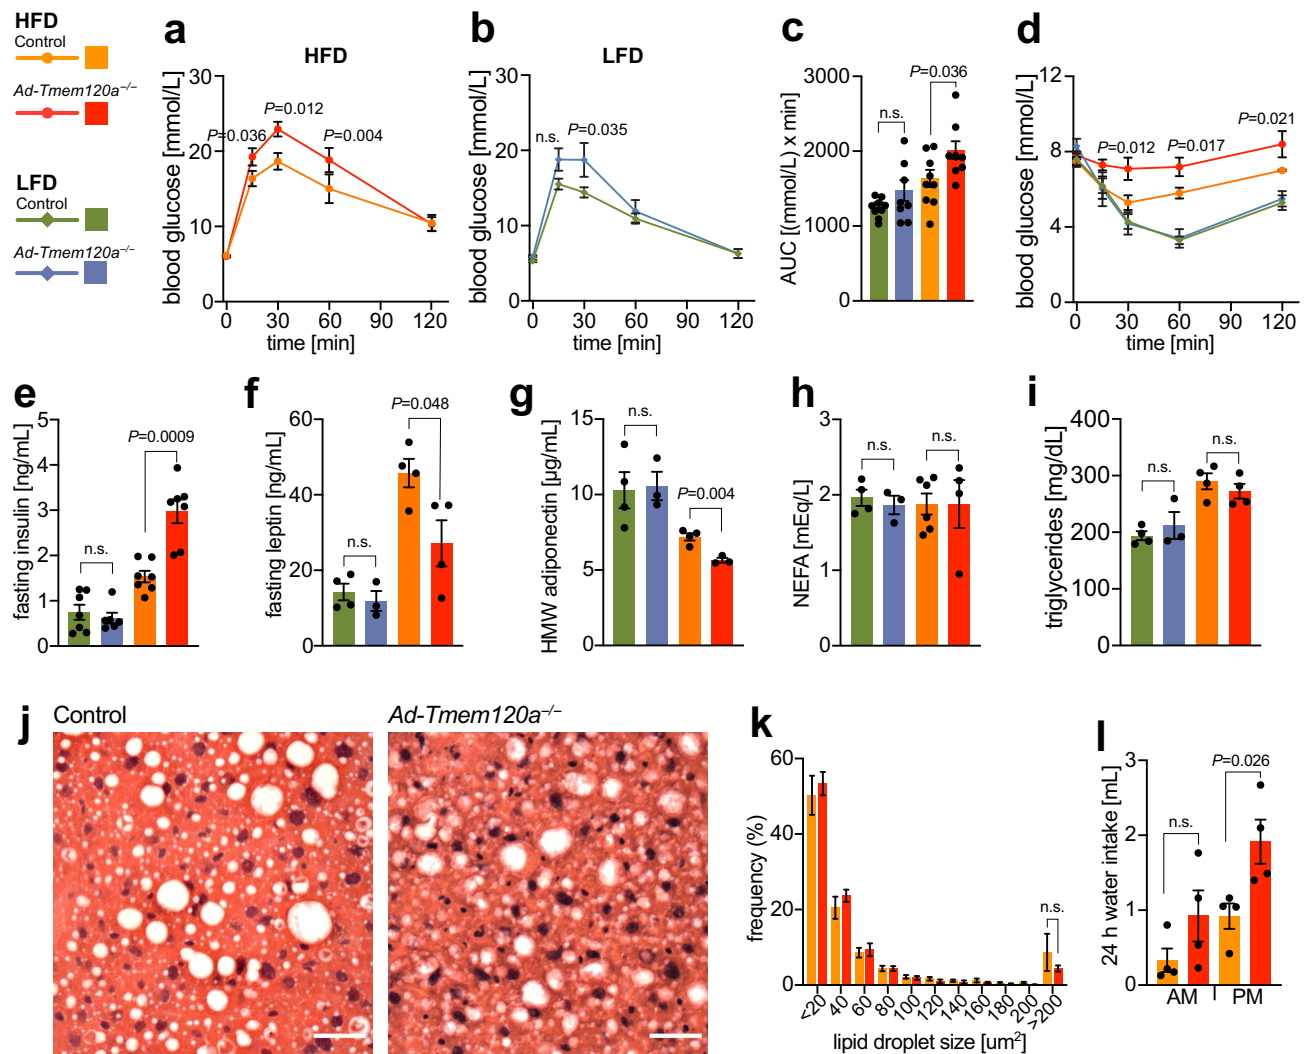 HFD
Control
Ad-Tmem120a–/–
LFD
Control
Ad-Tmem120a–/–
a
HFD
blood glucose [mmol/L]
30
20
10
0
P=0.036
P=0.012
P=0.004
0 30 60 90 120
time [min]
b
LFD
blood glucose [mmol/L]
30
20
10
0
n.s.
P=0.035
0 30 60 90 120
time [min]
c
AUC [(mmol/L) x min]
3000
2000
1000
0
n.s.
P=0.036
d
blood glucose [mmol/L]
12
8
4
0
P=0.012
P=0.017
P=0.021
0 30 60 90 120
time [min]
e
fasting insulin [ng/mL]
5
4
3
2
1
0
n.s.
P=0.0009
f
fasting leptin [ng/mL]
60
40
20
0
n.s.
P=0.048
g
HMW adiponectin [µg/mL]
15
10
5
0
n.s.
P=0.004
h
NEFA [mEq/L]
3
2
1
0
n.s.
n.s.
i
triglycerides [mg/dL]
400
300
200
100
0
n.s.
n.s.
j
Control
Ad-Tmem120a–/–
k
frequency (%)
60
40
20
0
n.s.
<20 40 60 80 100 120 140 160 180 200 >200
lipid droplet size [um2]
l
24 h water intake [mL]
3
2
1
0
n.s.
P=0.026
AM PM